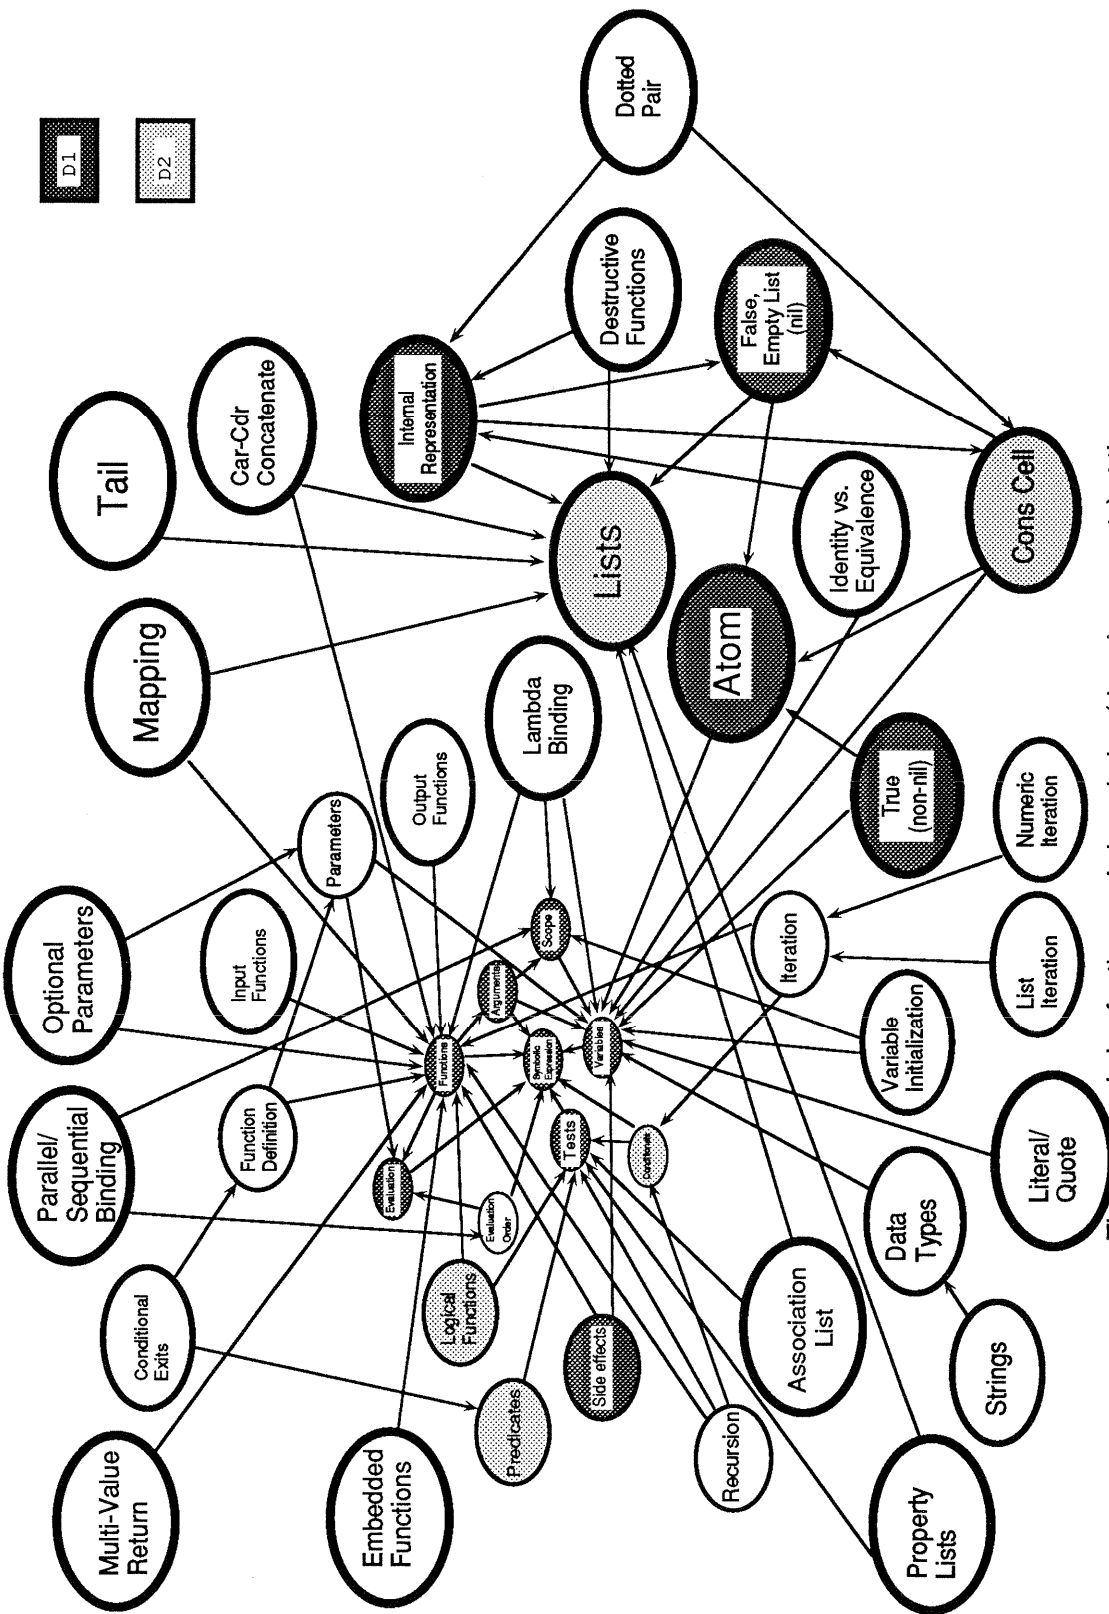 D1
D2
Dotted
Pair
Destructive
Functions
False,
Empty List
(nil)
Car-Cdr
Concatenate
Internal
Representation
Tail
Lists
Identity vs.
Equivalence
Cons Cell
Mapping
Lambda
Binding
Atom
Output
Functions
Parameters
True
(non-nil)
Numeric
Iteration
Optional
Parameters
Input
Functions
Scope
Arguments
Iteration
List
Iteration
Functions
Symbolic
Expression
Variables
Variable
Initialization
Parallel/
Sequential
Binding
Function
Definition
Evaluation
Tests
Conditionals
Literal/
Quote
Evaluation
Order
Data
Types
Conditional
Exits
Logical
Functions
Side effects
Association
List
Strings
Multi-Value
Return
Embedded
Functions
Predicates
Recursion
Property
Lists